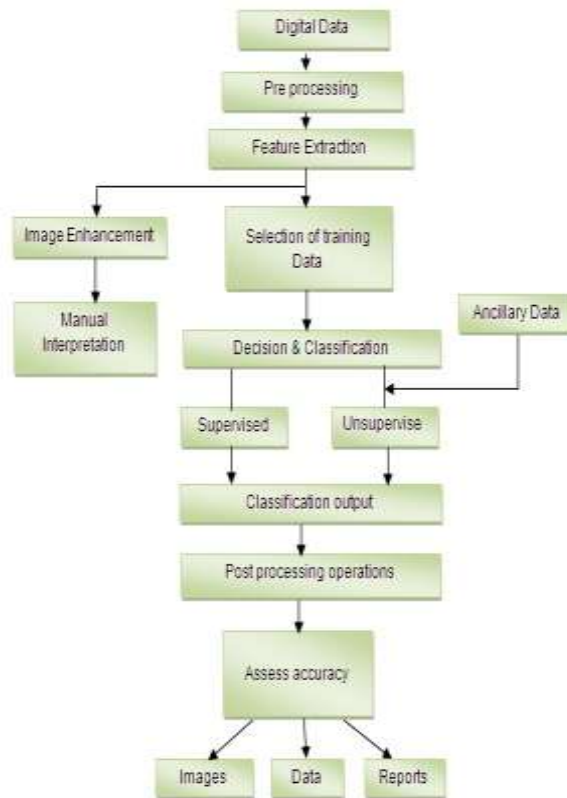 Digital Data
Pre processing
Feature Extraction
Image Enhancement
Selection of training
Data
Manual
Interpretation
Ancillary Data
Decision & Classification
Supervised
Unsupervise
Classification output
Post processing operations
Assess accuracy
Images
Data
Reports